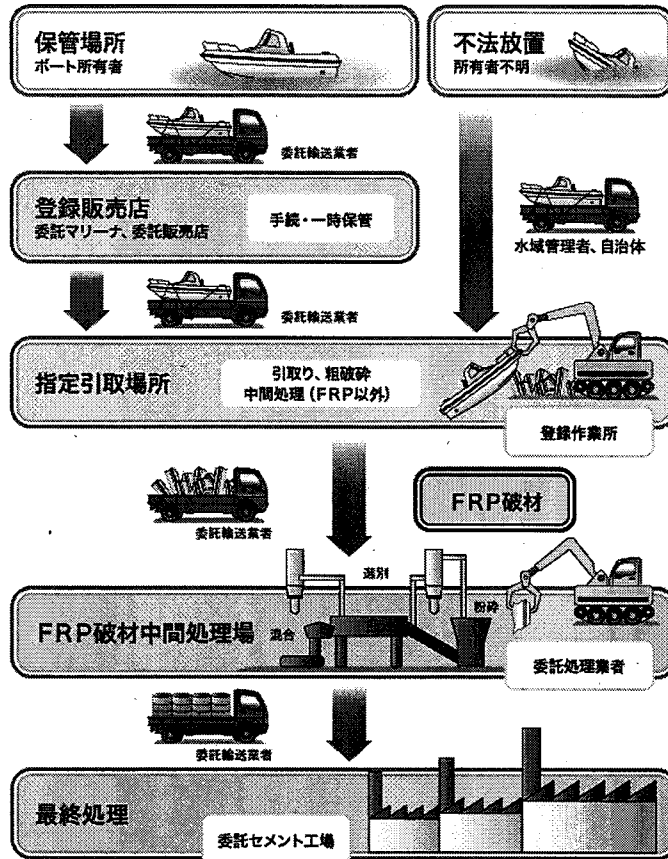 保管場所
ボート所有者
不法放置
所有者不明
委託輸送業者
登録販売店
委託マリーナ、委託販売店
手続・一時保管
水域管理者、自治体
委託輸送業者
指定引取場所
引取り、粗破砕
中間処理（FRP以外）
登録作業所
委託輸送業者
FRP破材
選別
粉砕
混合
FRP破材中間処理場
委託処理業者
委託輸送業者
最終処理
委託セメント工場